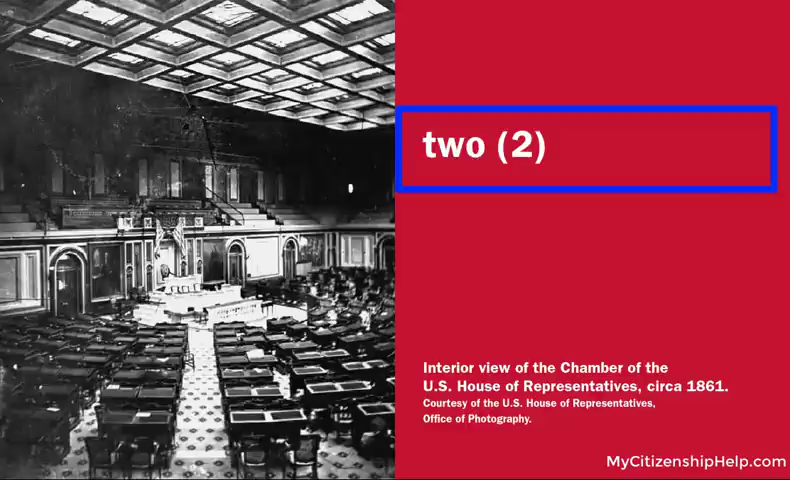 two (2)
Interior view of the Chamber of the
U.S. House of Representatives, circa 1861.
Courtesy of the U.S. House of Representatives,
Office of Photography.
MyCitizenshipHelp.com